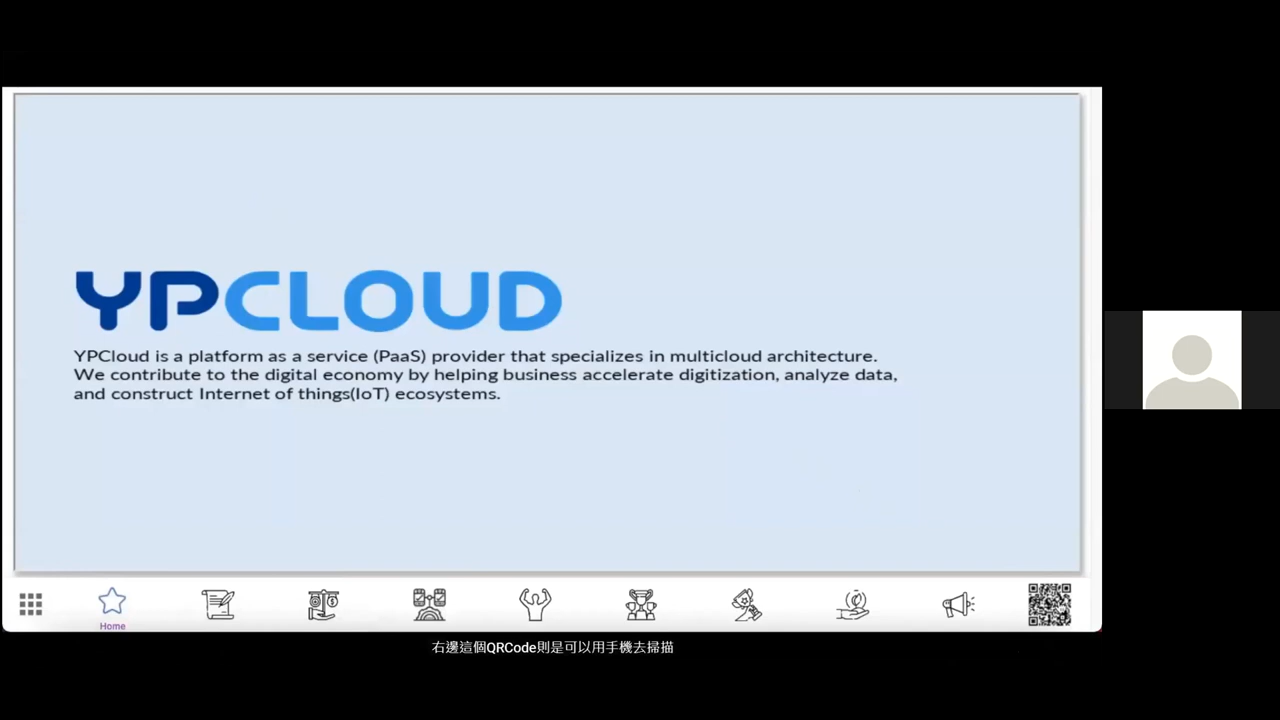 YPCLOUD
YPCloud is a platform as a service (PaaS) provider that specializes in multicloud architecture.
We contribute to the digital economy by helping business accelerate digitization, analyze data,
and construct Internet of things(IoT) ecosystems.
Home
右邊這個QRCode則是可以用手機去掃描